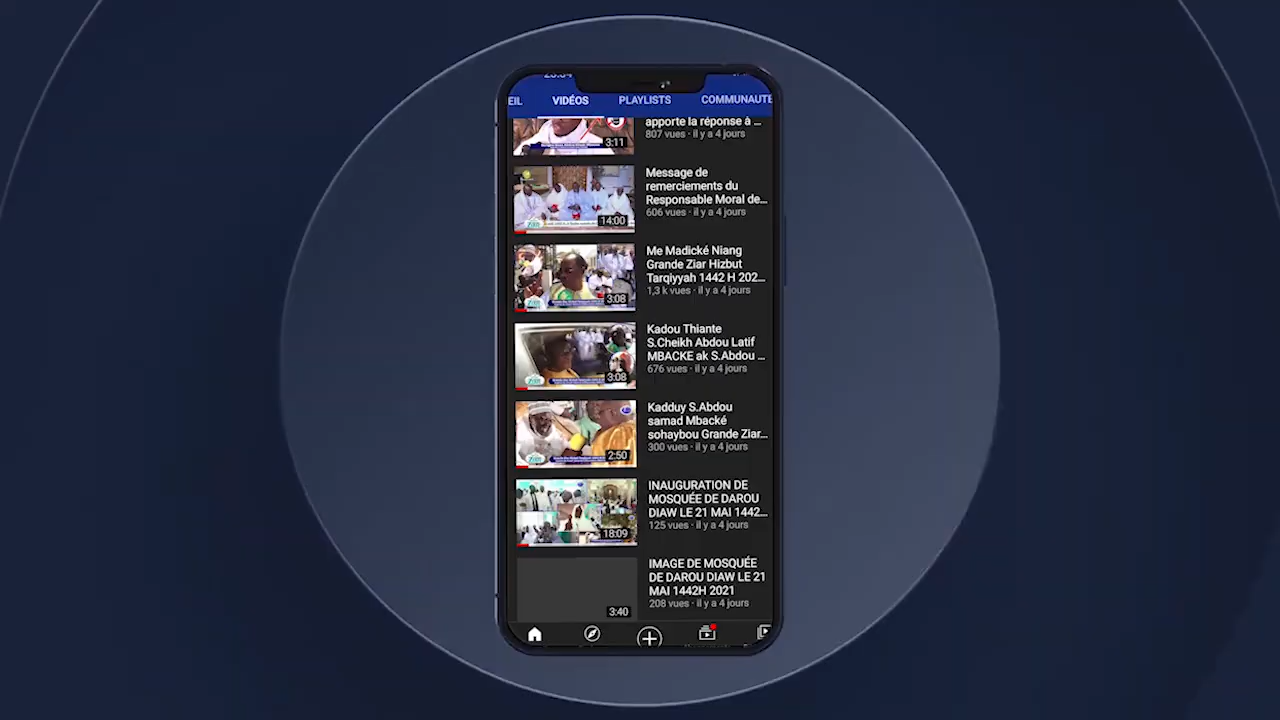 EIL VIDÉOS PLAYLISTS COMMUNAUTE
apporte la réponse à ...
807 vues · il y a 4 jours
3:11
Message de
remerciements du
Responsable Moral de...
606 vues · il y a 4 jours
14:00
Me Madické Niang
Grande Ziar Hizbut
Tarqiyyah 1442 H 202...
1,3 k vues · il y a 4 jours
3:08
Kadou Thiante
S.Cheikh Abdou Latif
MBACKE ak S.Abdou ...
676 vues · il y a 4 jours
3:08
Kadduy S.Abdou
samad Mbacké
sohaybou Grande Ziar...
300 vues · il y a 4 jours
2:50
INAUGURATION DE
MOSQUÉE DE DAROU
DIAW LE 21 MAI 1442...
125 vues · il y a 4 jours
18:09
IMAGE DE MOSQUÉE
DE DAROU DIAW LE 21
MAI 1442H 2021
208 vues · il y a 4 jours
3:40